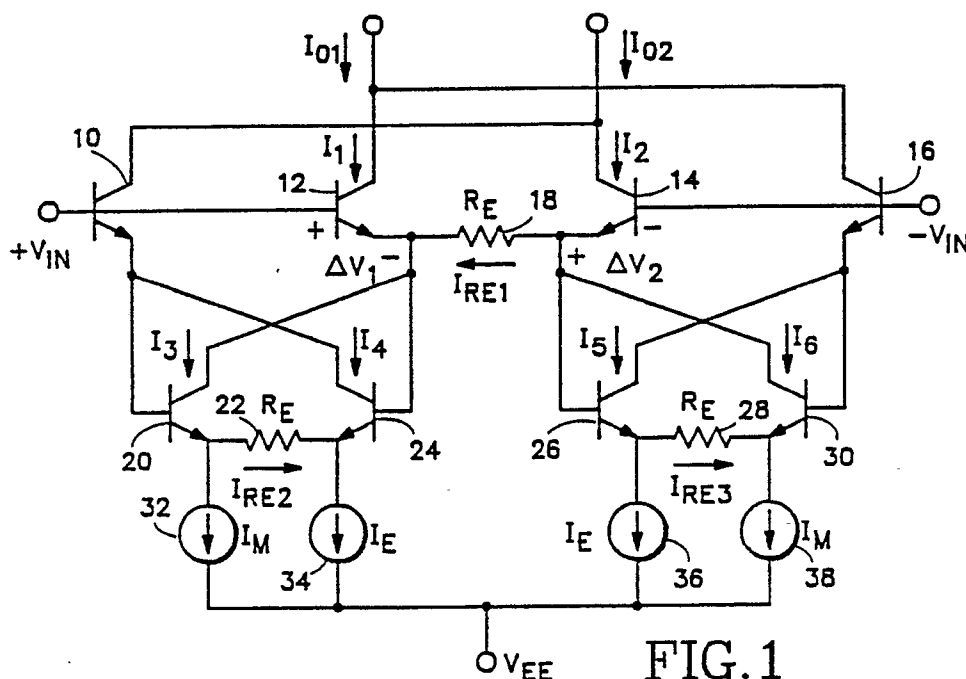 I01 I02
10 I1 I2 16
12 14
RE 18
+VIN + − + − −VIN
ΔV1 ΔV2
IRE1
I3 I4 I5 I6
22 RE RE 28
20 24 26 30
IRE2 IRE3
32 IM IE IE IM
34 36 38
VEE FIG.1